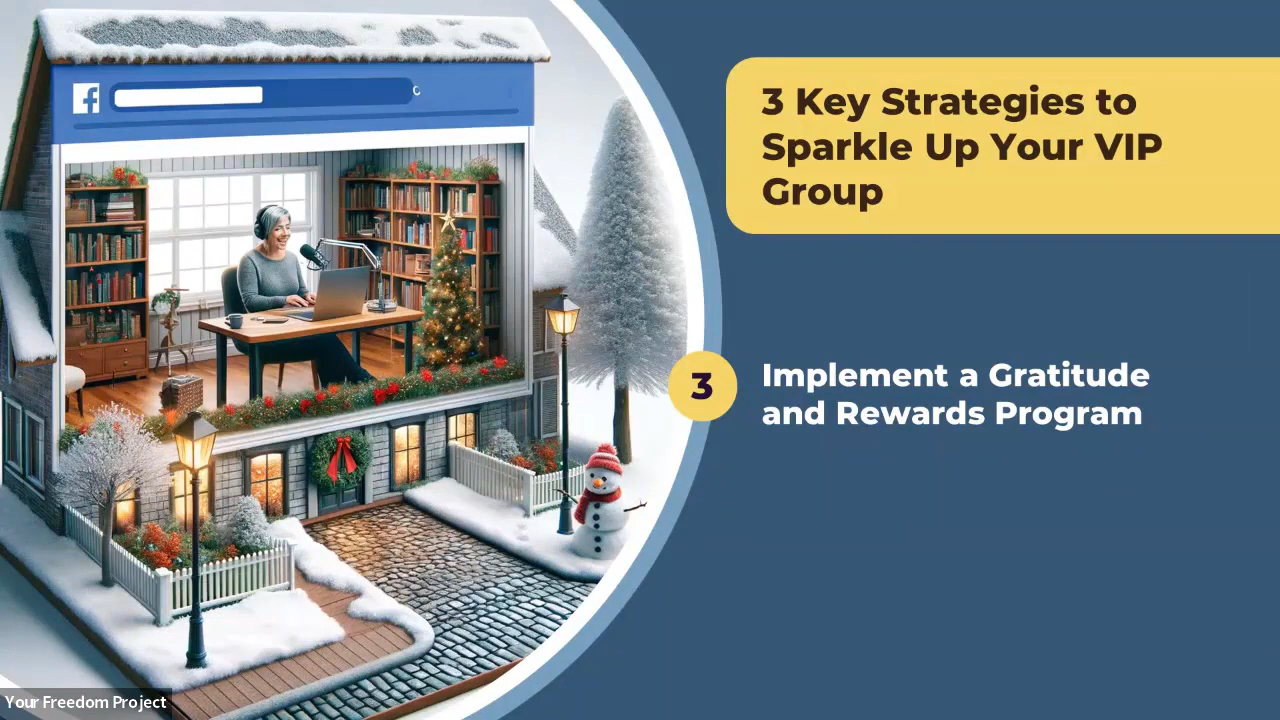 3 Key Strategies to
Sparkle Up Your VIP
Group
3
Implement a Gratitude
and Rewards Program
Your Freedom Project